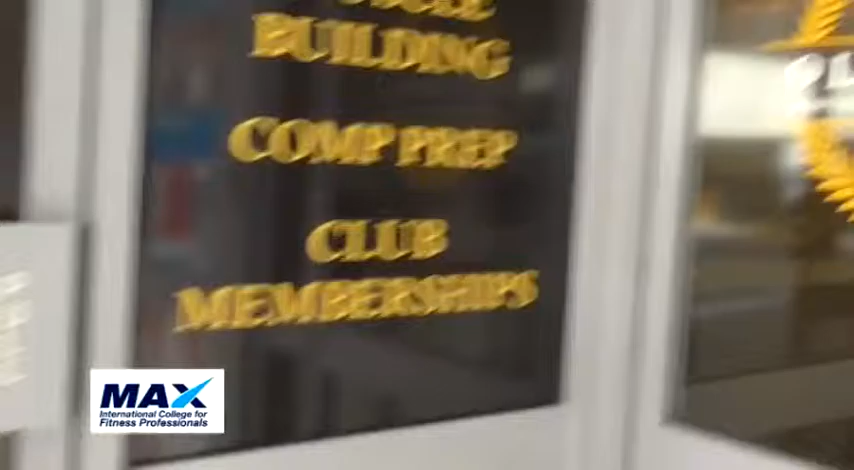 BUILDING
COMP PREP
CLUB
MEMBERSHIPS
MAX
International College for
Fitness Professionals